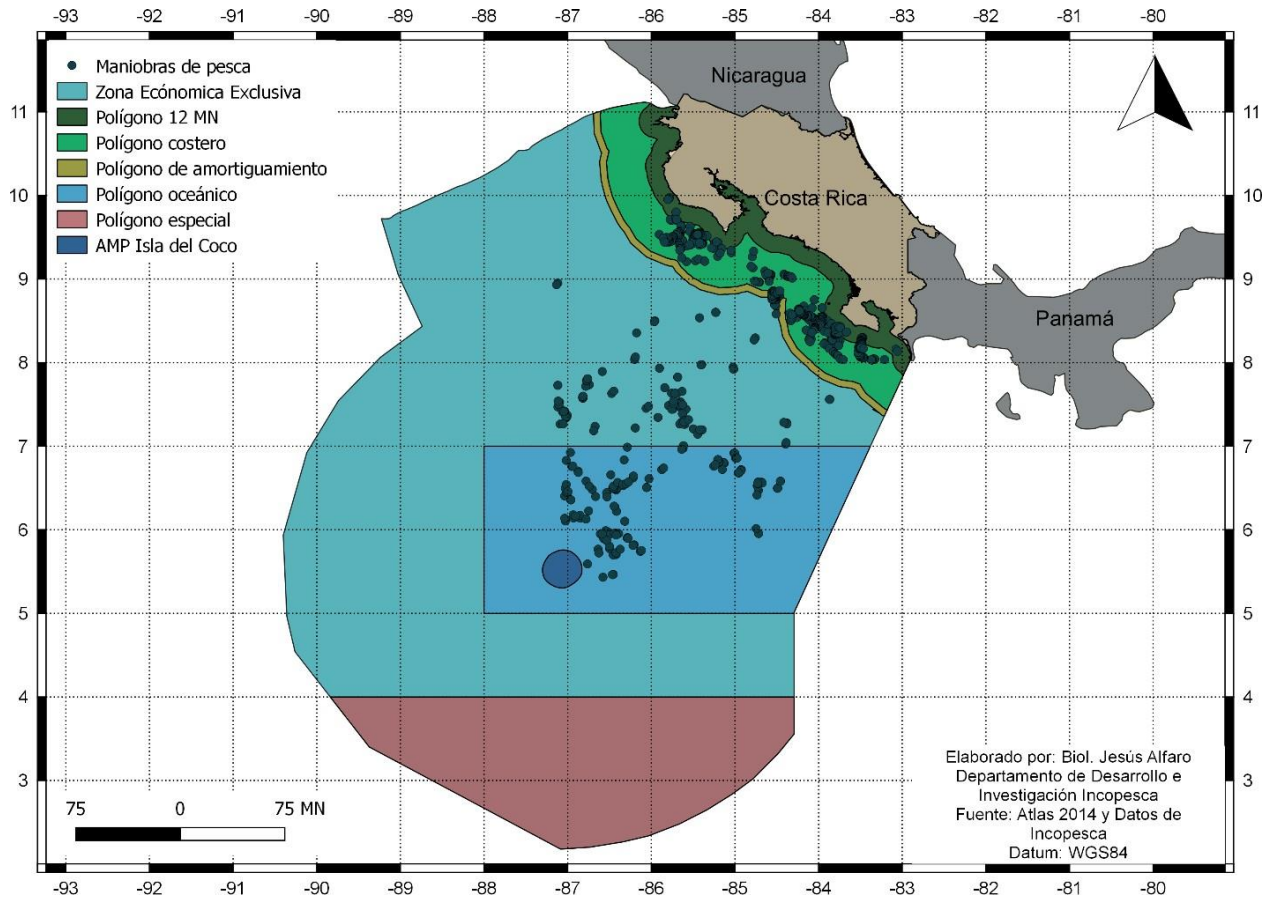 -93 -92 -91 -90 -89 -88 -87 -86 -85 -84 -83 -82 -81 -80
Maniobras de pesca
Zona Ecónomica Exclusiva
Polígono 12 MN
Polígono costero
Polígono de amortiguamiento
Polígono oceánico
Polígono especial
AMP Isla del Coco
Nicaragua
Costa Rica
Panamá
11 11
10 10
9 9
8 8
7 7
6 6
5 5
4 4
3 3
75 0 75 MN
Elaborado por: Biol. Jesús Alfaro
Departamento de Desarrollo e
Investigación Incopesca
Fuente: Atlas 2014 y Datos de
Incopesca
Datum: WGS84
-93 -92 -91 -90 -89 -88 -87 -86 -85 -84 -83 -82 -81 -80